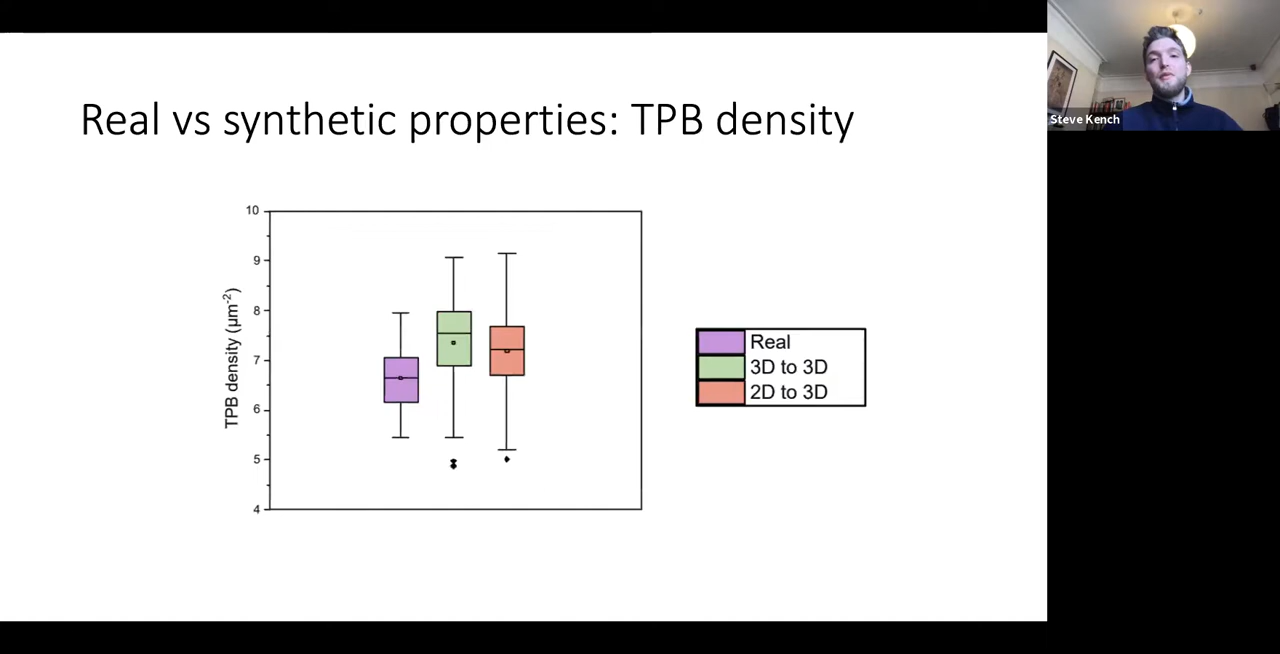 Real vs synthetic properties: TPB density
Steve Kench
10
9
8
7
6
5
4
TPB density (μm⁻²)
Real
3D to 3D
2D to 3D